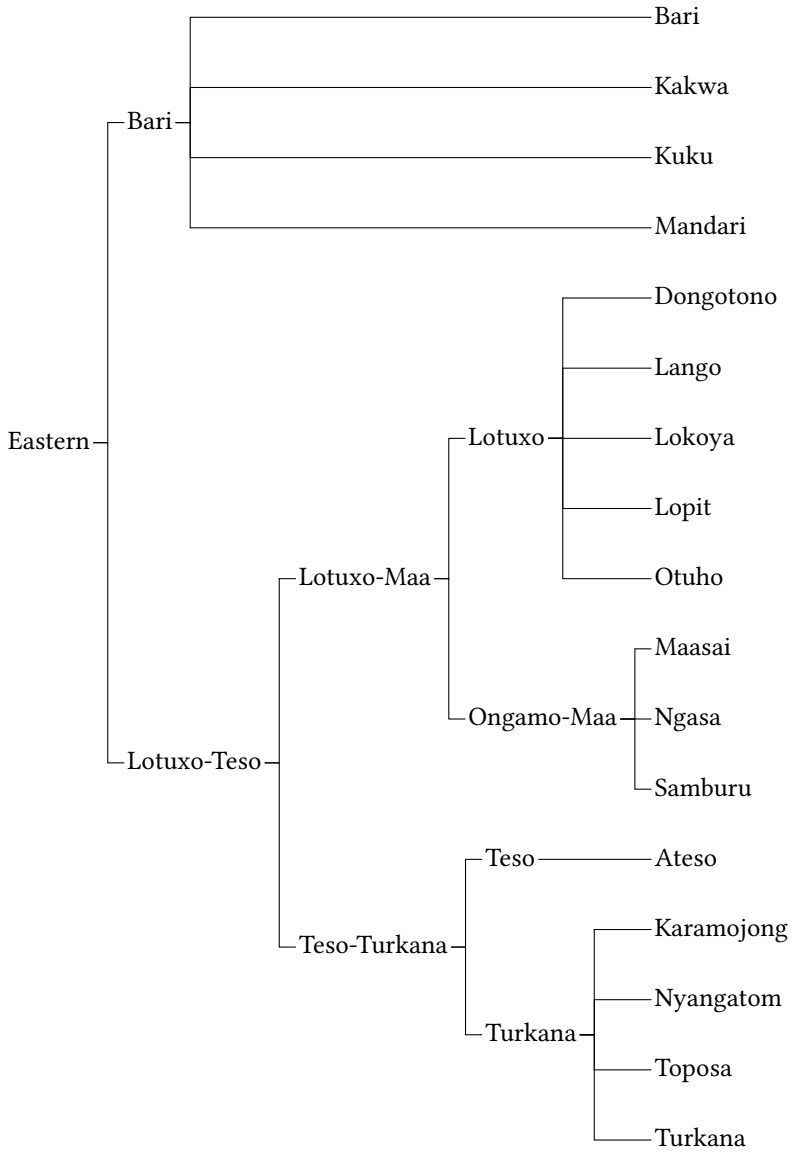 Bari
Kakwa
Bari
Kuku
Mandari
Dongotono
Lango
Eastern
Lotuxo
Lokoya
Lopit
Lotuxo-Maa
Otuho
Maasai
Ongamo-Maa
Ngasa
Lotuxo-Teso
Samburu
Teso
Ateso
Karamojong
Teso-Turkana
Nyangatom
Turkana
Toposa
Turkana